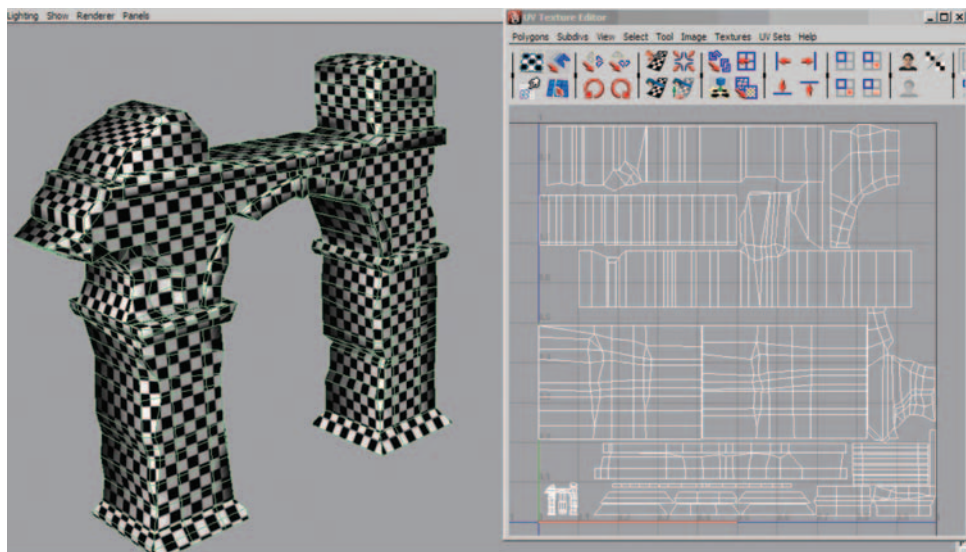 Lighting Show Renderer Panels
UV Texture Editor
Polygons Subdivs View Select Tool Image Textures UV Sets Help